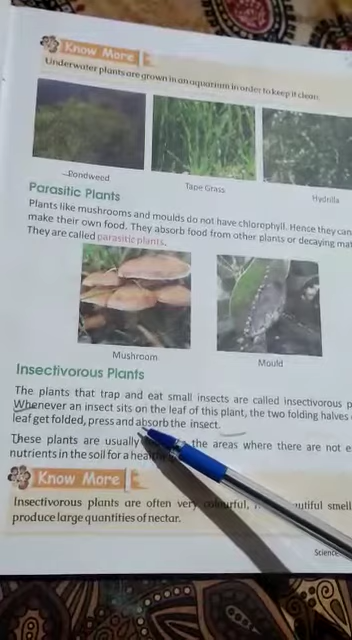 Know More
Underwater plants are grown in an aquarium in order to keep it clean.
Pondweed
Tape Grass
Hydrilla
Parasitic Plants
Plants like mushrooms and moulds do not have chlorophyll. Hence they can
make their own food. They absorb food from other plants or decaying
They are called parasitic plants.
Mushroom
Mould
Insectivorous Plants
The plants that trap and eat small insects are called insectivorous
Whenever an insect sits on the leaf of this plant, the two folding halves
leaf get folded, press and absorb the insect.
These plants are usually the areas where there are not
nutrients in the soil for a
Know More
Insectivorous plants are often very colourful, smell
produce large quantities of nectar.
Science